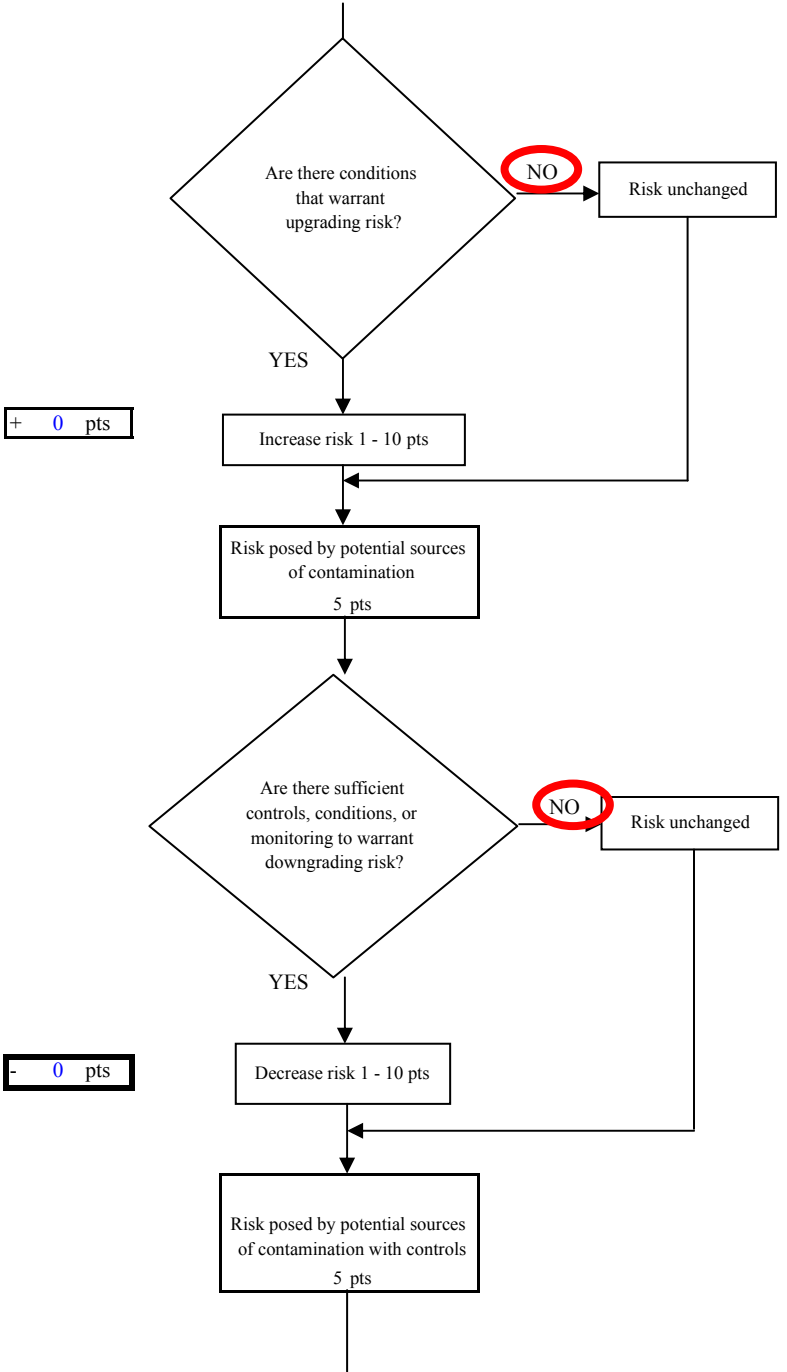 Are there conditions
that warrant
upgrading risk?
NO
Risk unchanged
YES
+ 0 pts
Increase risk 1 - 10 pts
Risk posed by potential sources
of contamination
5 pts
Are there sufficient
controls, conditions, or
monitoring to warrant
downgrading risk?
NO
Risk unchanged
YES
- 0 pts
Decrease risk 1 - 10 pts
Risk posed by potential sources
of contamination with controls
5 pts